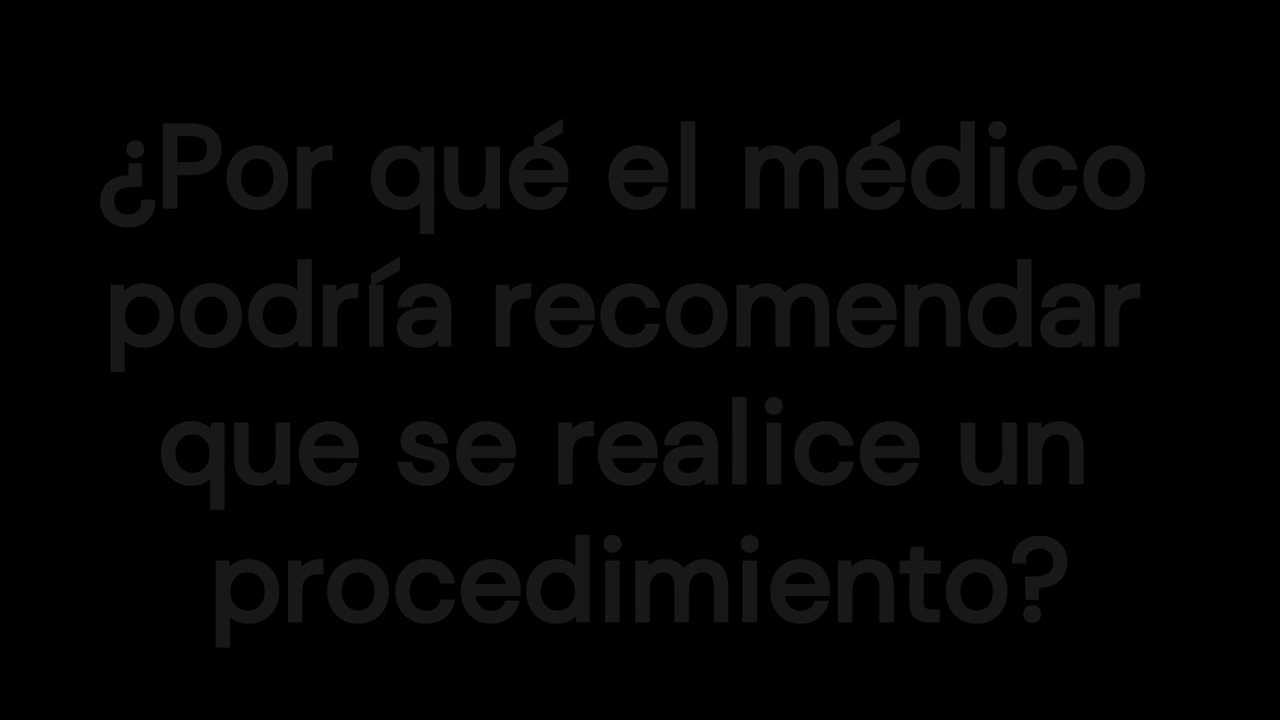 ¿Por qué el médico
podría recomendar
que se realice un
procedimiento?